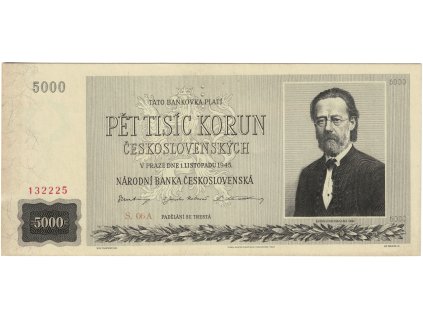 5000
5000
TATO BANKOVKA PLATÍ
PĚT TISÍC KORUN
ČESKOSLOVENSKÝCH
V PRAZE DNE 1. LISTOPADU 1945.
NÁRODNÍ BANKA ČESKOSLOVENSKÁ
132225
5000
S. 06A
PADĚLÁNÍ SE TRESTÁ
5000